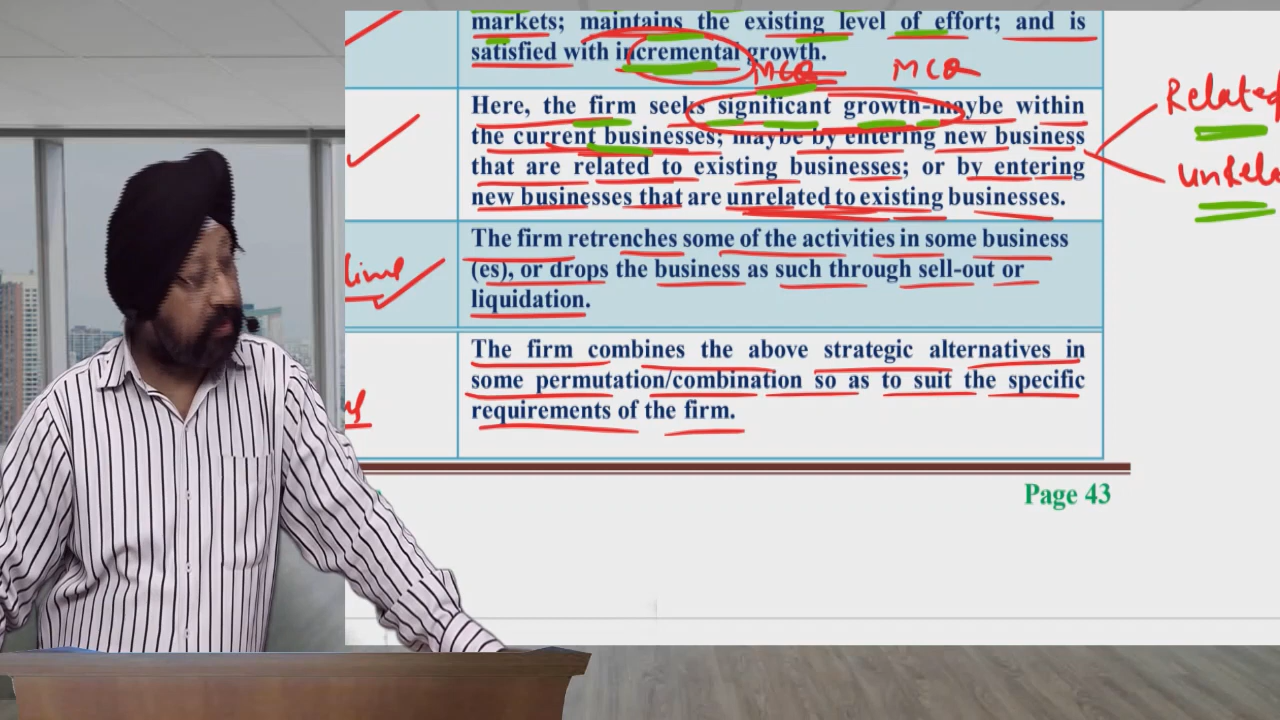 markets; maintains the existing level of effort; and is
satisfied with incremental growth.
MCQ MCQ
Here, the firm seeks significant growth-maybe within
the current businesses; maybe by entering new business
that are related to existing businesses; or by entering
new businesses that are unrelated to existing businesses.
Related
unrela
The firm retrenches some of the activities in some business
(es), or drops the business as such through sell-out or
liquidation.
The firm combines the above strategic alternatives in
some permutation/combination so as to suit the specific
requirements of the firm.
Page 43